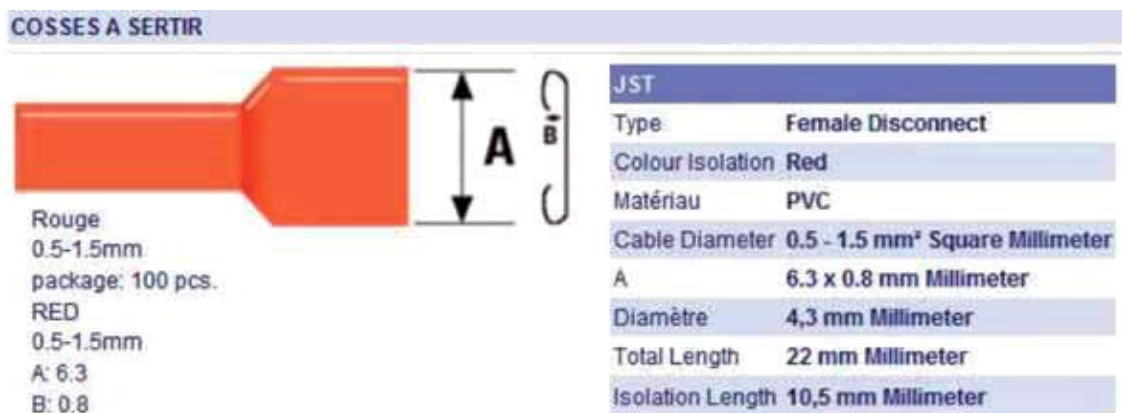 COSSES A SERTIR
A
B
Rouge
0.5-1.5mm
package: 100 pcs.
RED
0.5-1.5mm
A: 6.3
B: 0.8
JST
Type Female Disconnect
Colour Isolation Red
Matériau PVC
Cable Diameter 0.5 - 1.5 mm² Square Millimeter
A 6.3 x 0.8 mm Millimeter
Diamètre 4,3 mm Millimeter
Total Length 22 mm Millimeter
Isolation Length 10,5 mm Millimeter